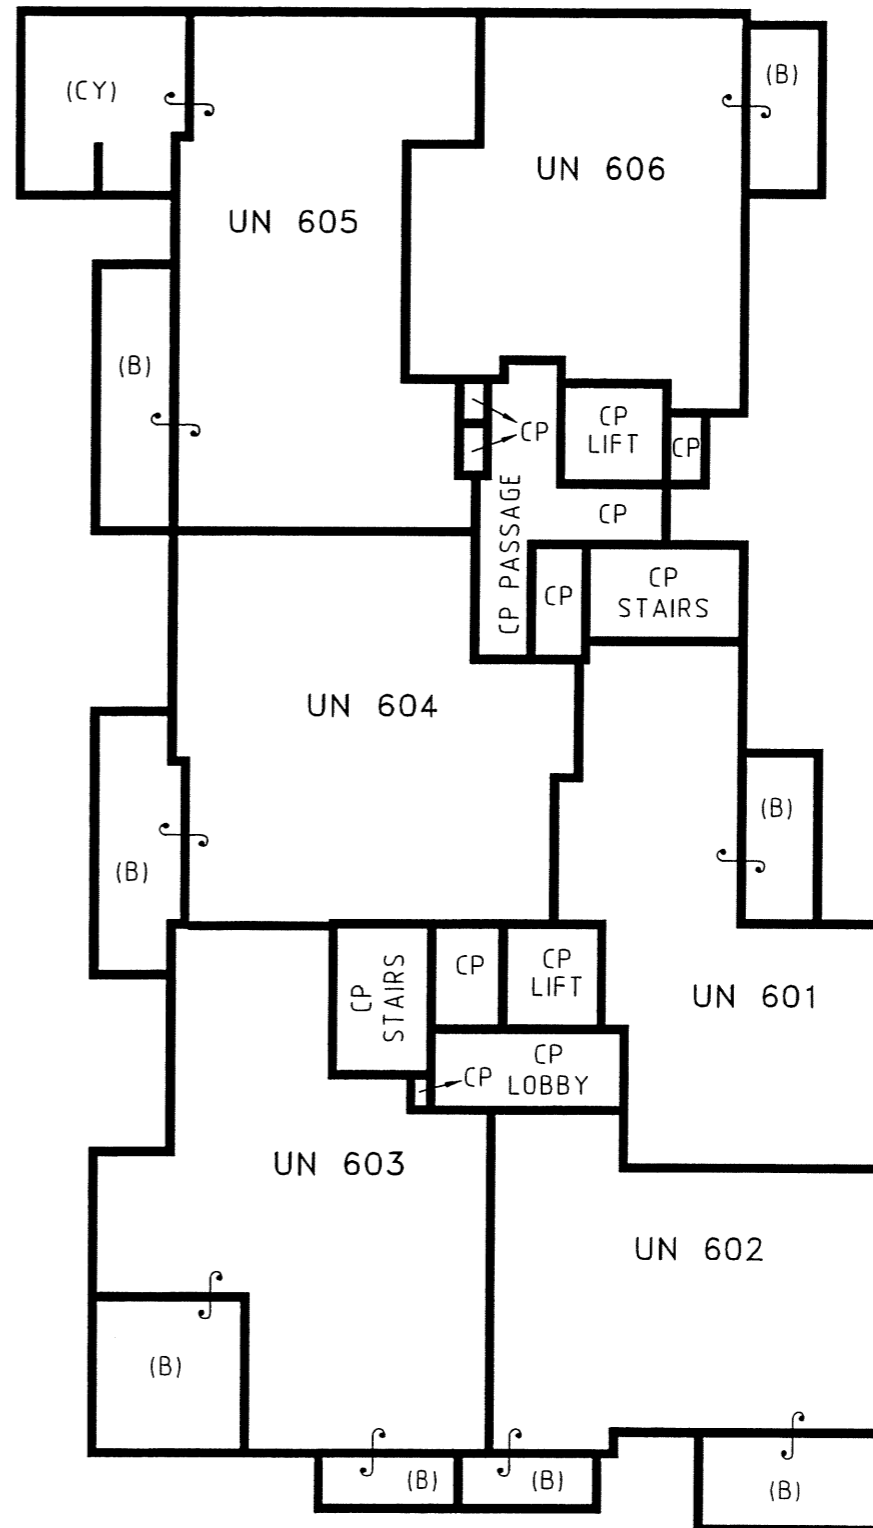 (CY)
(B)
UN 606
UN 605
(B)
CP
LIFT
CP
CP
CP PASSAGE
CP
CP
CP
STAIRS
UN 604
(B)
(B)
CP
STAIRS
CP
CP
LIFT
UN 601
CP
LOBBY
CP
UN 603
UN 602
(B)
(B)
(B)
(B)